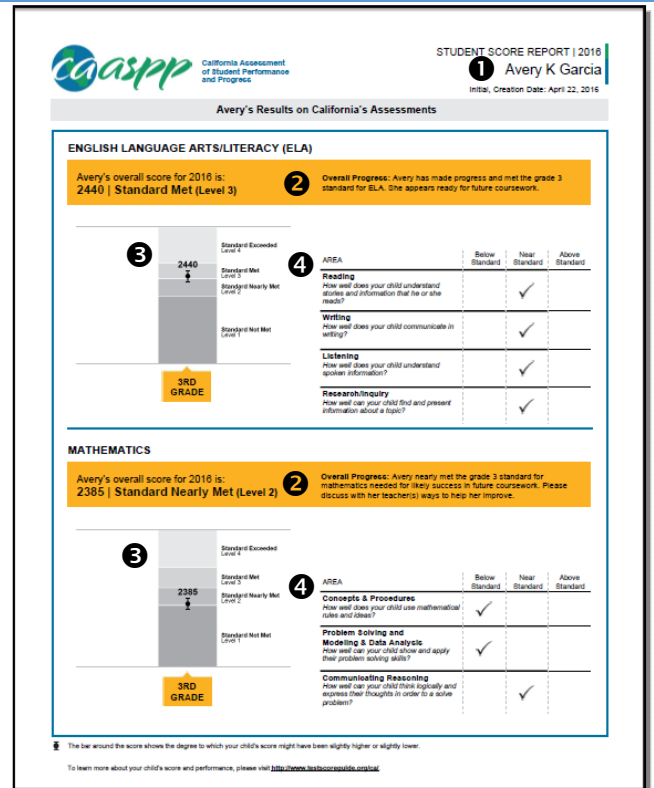 caaspp
California Assessment
of Student Performance
and Progress
STUDENT SCORE REPORT | 2016
1 Avery K Garcia
Initial, Creation Date: April 22, 2016
Avery's Results on California's Assessments
ENGLISH LANGUAGE ARTS/LITERACY (ELA)
Avery's overall score for 2016 is:
2440 | Standard Met (Level 3)
2
Overall Progress: Avery has made progress and met the grade 3
standard for ELA. She appears ready for future coursework.
3
2440
Standard Exceeded
Level 4
Standard Met
Level 3
Standard Nearly Met
Level 2
Standard Not Met
Level 1
3RD
GRADE
4
AREA
Below
Standard
Near
Standard
Above
Standard
Reading
How well does your child understand
stories and information that he or she
reads?
Writing
How well does your child communicate in
writing?
Listening
How well does your child understand
spoken information?
Research/Inquiry
How well can your child find and present
information about a topic?
MATHEMATICS
Avery's overall score for 2016 is:
2385 | Standard Nearly Met (Level 2)
2
Overall Progress: Avery nearly met the grade 3 standard for
mathematics needed for likely success in future coursework. Please
discuss with her teacher(s) ways to help her improve.
3
2385
Standard Exceeded
Level 4
Standard Met
Level 3
Standard Nearly Met
Level 2
Standard Not Met
Level 1
3RD
GRADE
4
AREA
Below
Standard
Near
Standard
Above
Standard
Concepts & Procedures
How well does your child use mathematical
rules and ideas?
Problem Solving and
Modeling & Data Analysis
How well can your child show and apply
their problem solving skills?
Communicating Reasoning
How well can your child think logically and
express their thoughts in order to solve a
problem?
The bar around the score shows the degree to which your child's score might have been slightly higher or slightly lower.
To learn more about your child's score and performance, please visit http://www.testscoreguide.org/ca/.